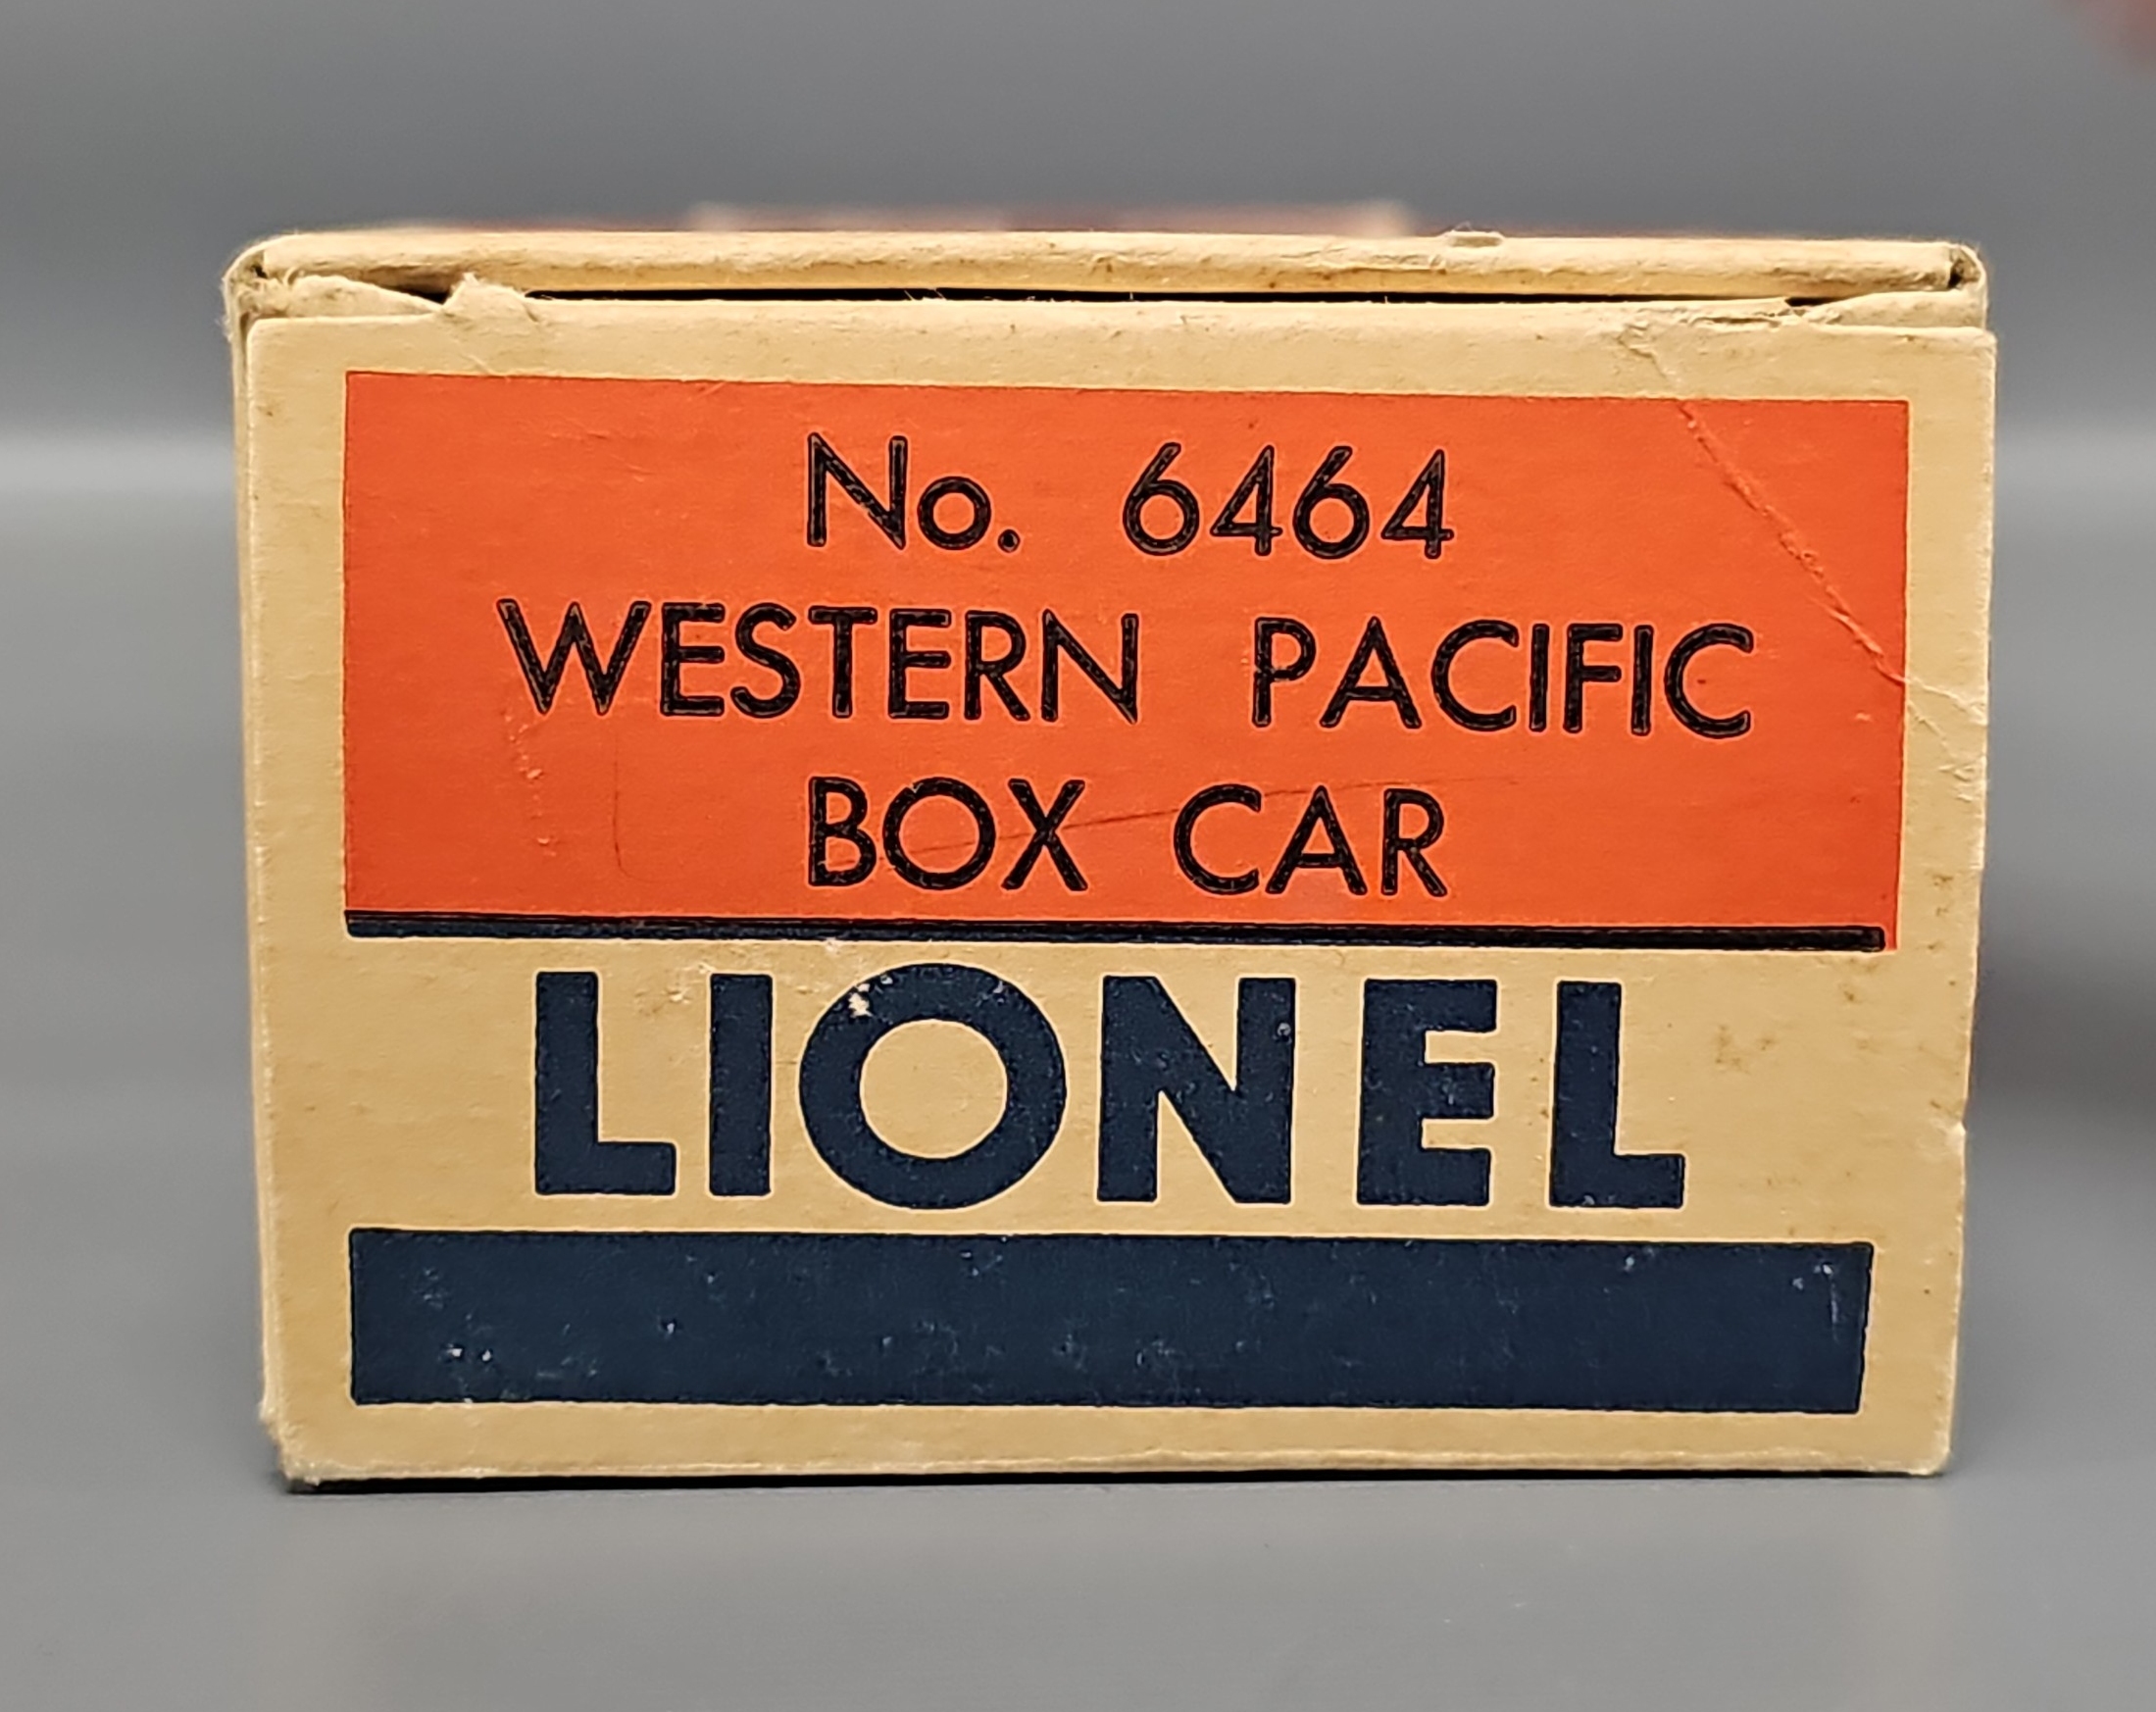 No. 6464
WESTERN PACIFIC
BOX CAR
LIONEL